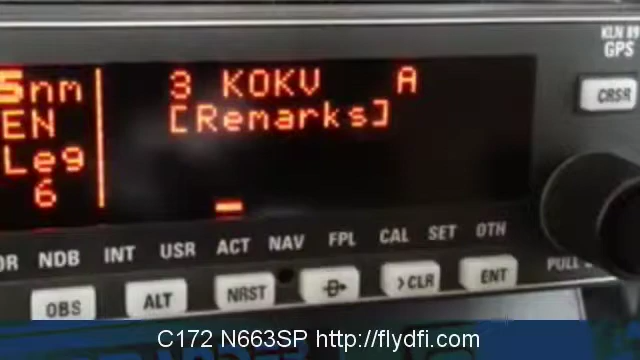 KLN 89
GPS
5nm
3 KOKV A
EN
[Remarks]
Leg
6
CRSR
OR NDB INT USR ACT NAV FPL CAL SET OTH
PULL
OBS ALT NRST D >CLR ENT
C172 N663SP http://flydfi.com